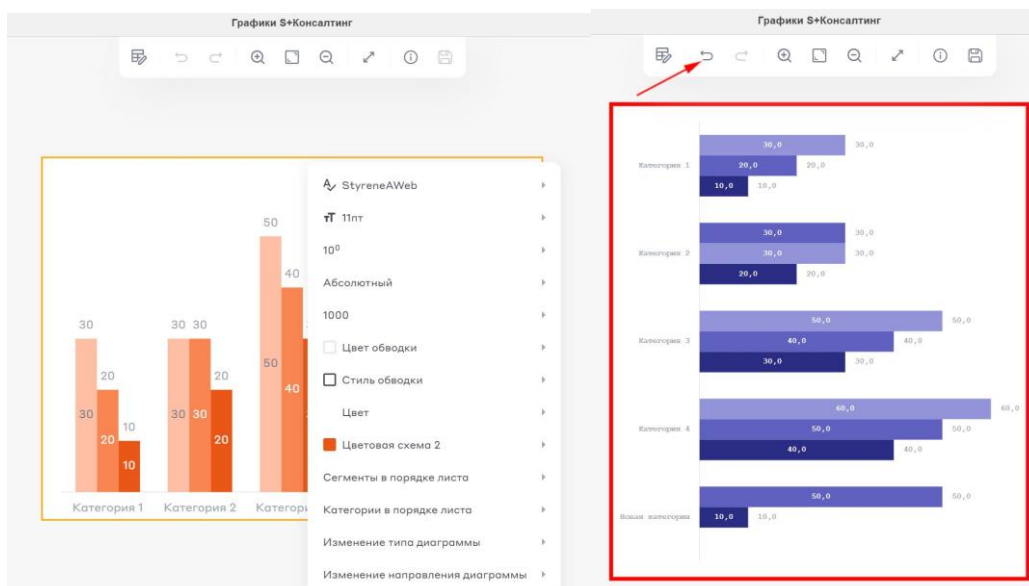 Графики S+Консалтинг
StyreneAWeb
11пт
10⁰
Абсолютный
1000
Цвет обводки
Стиль обводки
Цвет
Цветовая схема 2
Сегменты в порядке листа
Категории в порядке листа
Изменение типа диаграммы
Изменение направления диаграммы
50
40
30 30 30
20 20
10
50
40
30 30 30
20 20
10
Категория 1 Категория 2 Категори
Графики S+Консалтинг
30,0 30,0
Категория 1 20,0 20,0
10,0 10,0
30,0 30,0
Категория 2 30,0 30,0
20,0 20,0
50,0 50,0
Категория 3 40,0 40,0
30,0 30,0
60,0 60,0
Категория 4 50,0 50,0
40,0 40,0
50,0 50,0
Новая категория 10,0 10,0